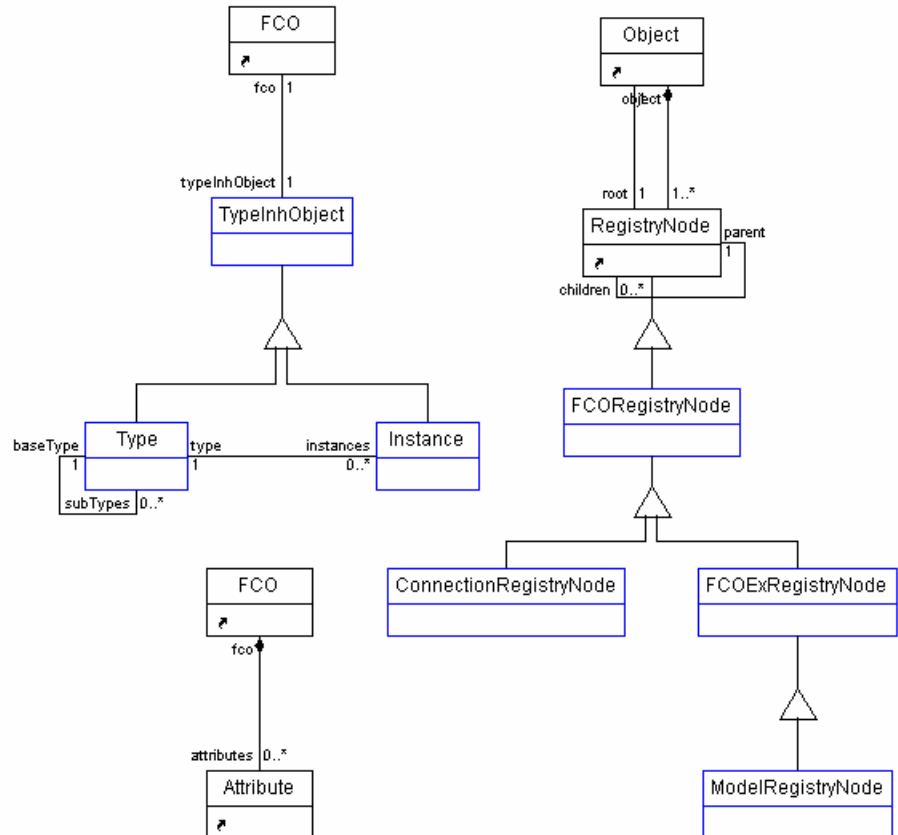 FCO
fco 1
typeInhObject 1
TypeInhObject
baseType
1
Type
type
1
instances
0..*
Instance
subTypes 0..*
FCO
fco
attributes 0..*
Attribute
Object
object
root 1 1..*
RegistryNode
parent
1
children 0..*
FCORegistryNode
ConnectionRegistryNode
FCOExRegistryNode
ModelRegistryNode